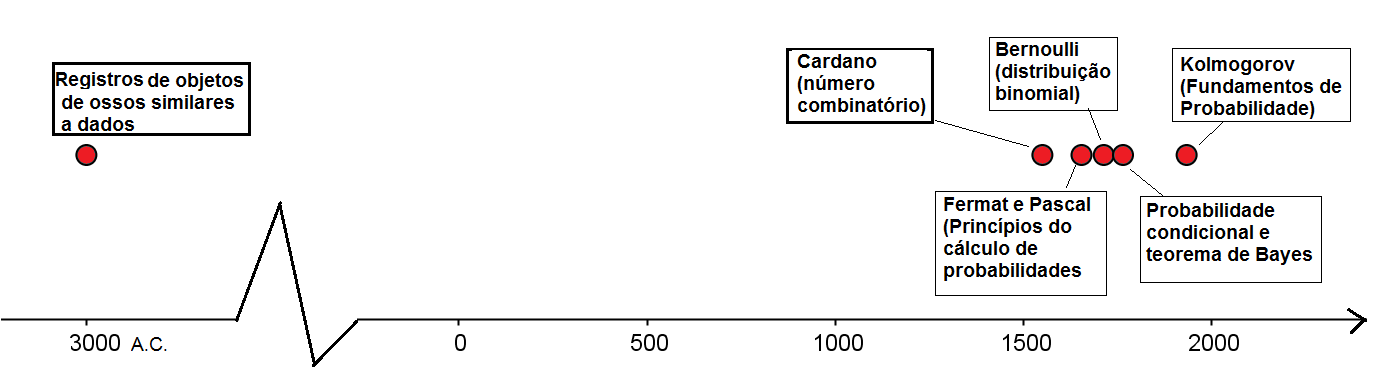 Registros de objetos
de ossos similares
a dados
Cardano
(número
combinatório)
Bernoulli
(distribuição
binomial)
Kolmogorov
(Fundamentos de
Probabilidade)
Fermat e Pascal
(Princípios do
cálculo de
probabilidades
Probabilidade
condicional e
teorema de Bayes
3000 A.C. 0 500 1000 1500 2000